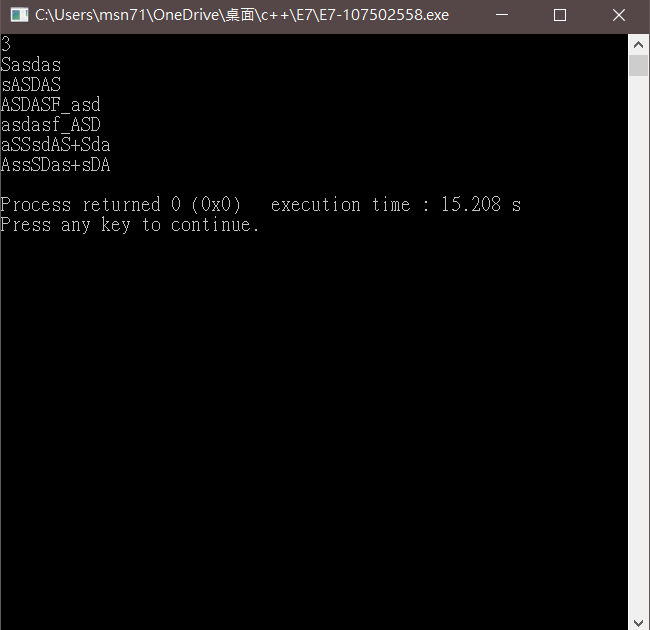 C:\Users\msn71\OneDrive\桌面\c++\E7\E7-107502558.exe
3
Sasdas
sASDAS
ASDASF_asd
asdasf_ASD
aSSsdAS+Sda
AssSDas+sDA
Process returned 0 (0x0)   execution time : 15.208 s
Press any key to continue.